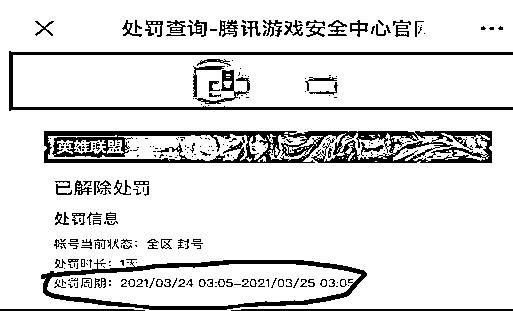 处罚查询-腾讯游戏安全中心官网
英雄联盟
已解除处罚
处罚信息
帐号当前状态：全区 封号
处罚时长：1天
处罚周期：2021/03/24 03:05-2021/03/25 03:05